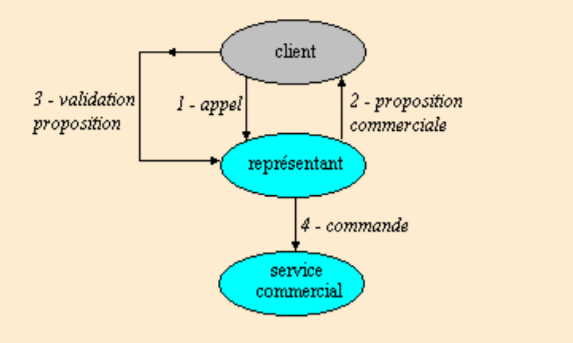 client
3 - validation
proposition
1 - appel
2 - proposition
commerciale
représentant
4 - commande
service
commercial